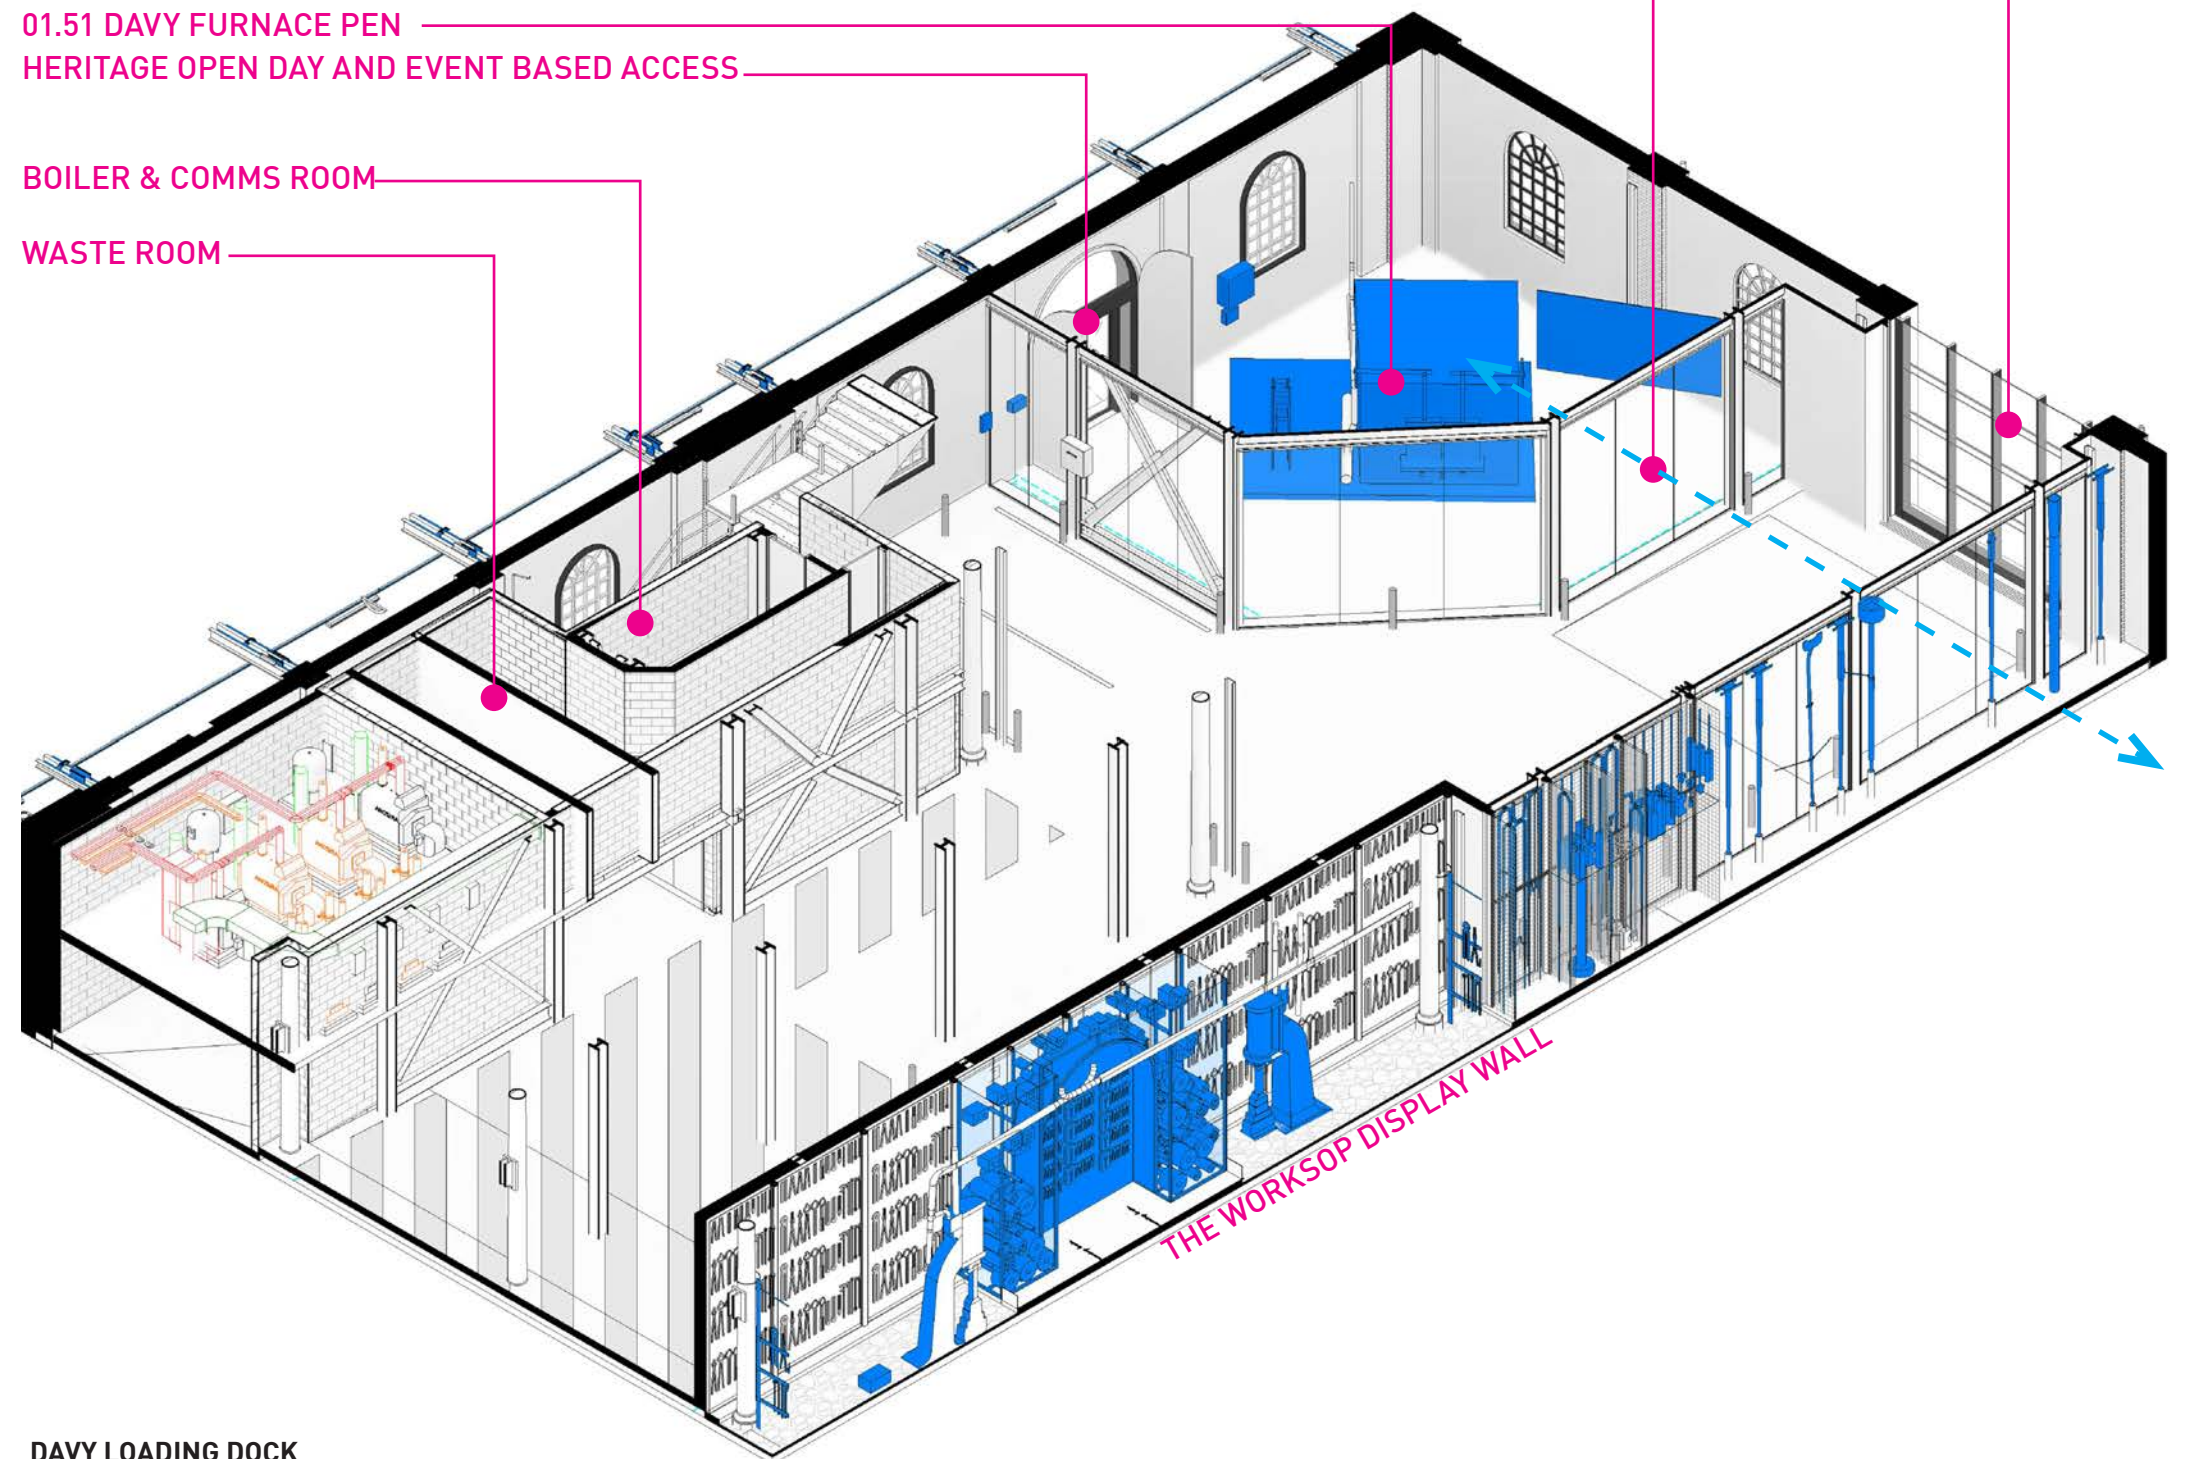 01.51 DAVY FURNACE PEN
HERITAGE OPEN DAY AND EVENT BASED ACCESS
BOILER & COMMS ROOM
WASTE ROOM
THE WORKSOP DISPLAY WALL
DAVY LOADING DOCK